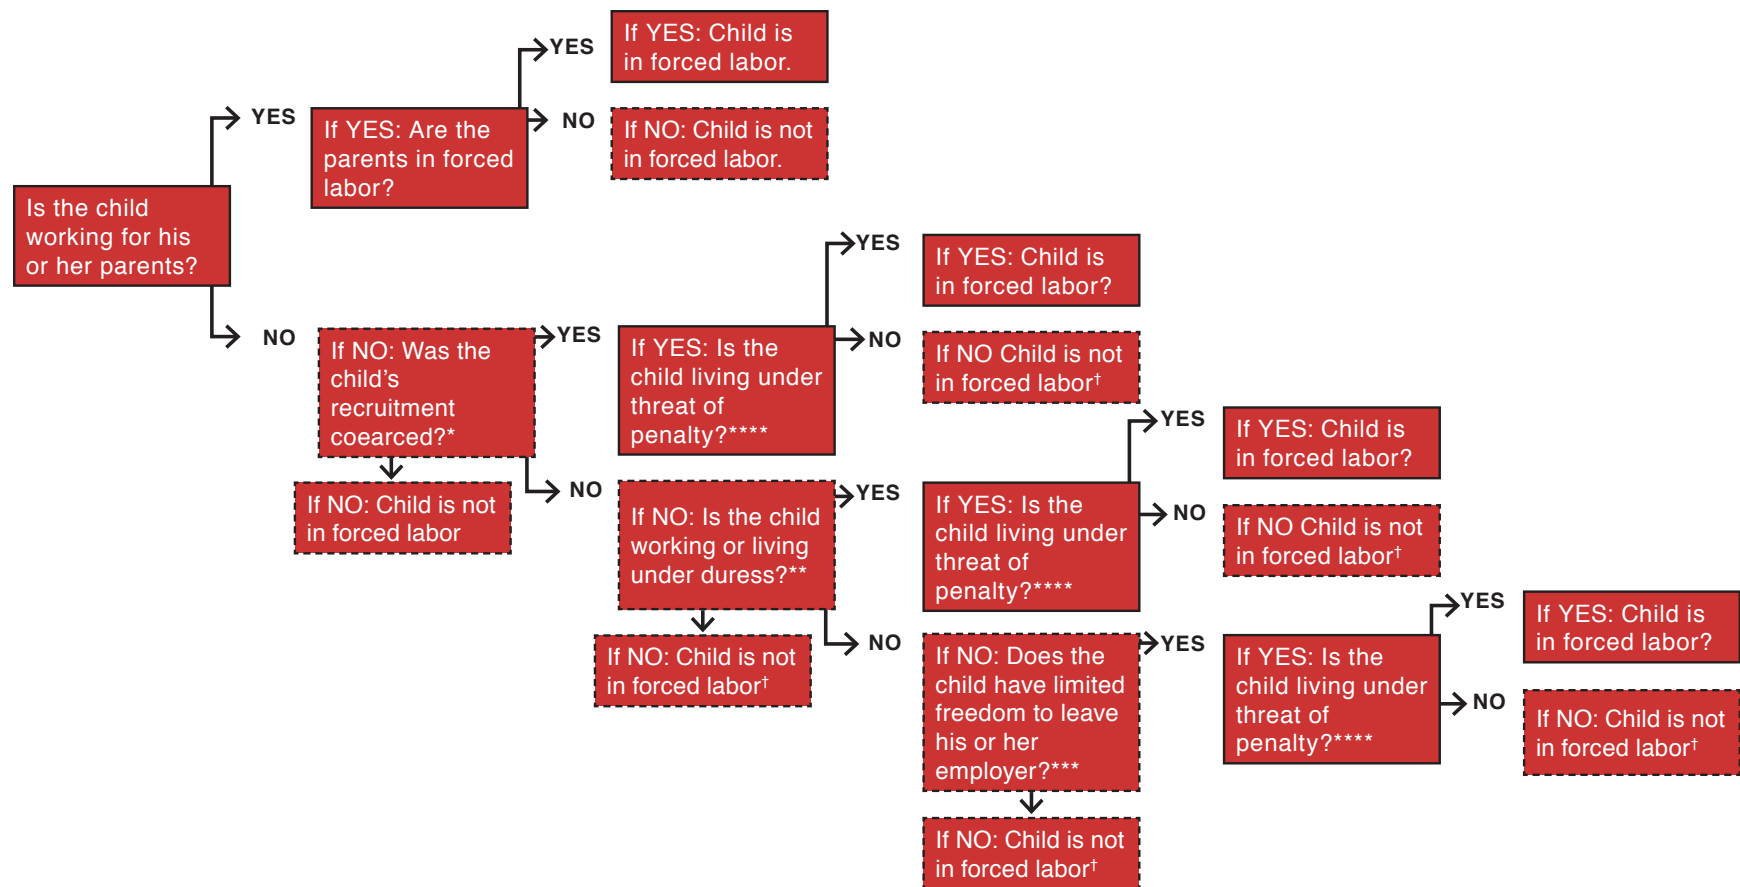 Is the child
working for his
or her parents?
YES
If YES: Are the
parents in forced
labor?
YES
If YES: Child is
in forced labor.
NO
If NO: Child is not
in forced labor.
NO
If NO: Was the
child’s
recruitment
coearced?*
If NO: Child is not
in forced labor
YES
If YES: Is the
child living under
threat of
penalty?****
YES
If YES: Child is
in forced labor?
NO
If NO Child is not
in forced labor†
NO
If NO: Is the child
working or living
under duress?**
If NO: Child is not
in forced labor†
YES
If YES: Is the
child living under
threat of
penalty?****
YES
If YES: Child is
in forced labor?
NO
If NO Child is not
in forced labor†
NO
If NO: Does the
child have limited
freedom to leave
his or her
employer?***
If NO: Child is not
in forced labor†
YES
If YES: Is the
child living under
threat of
penalty?****
YES
If YES: Child is
in forced labor?
NO
If NO: Child is not
in forced labor†